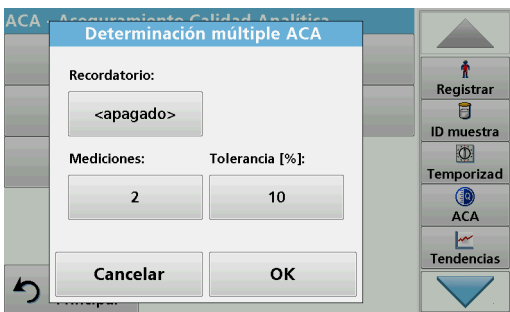 ACA - Aseguramiento Calidad Analítica
Determinación múltiple ACA
Recordatorio:
<apagado>
Mediciones:
Tolerancia [%]:
2
10
Cancelar
OK
Registrar
ID muestra
Temporizad
ACA
Tendencias
Principal